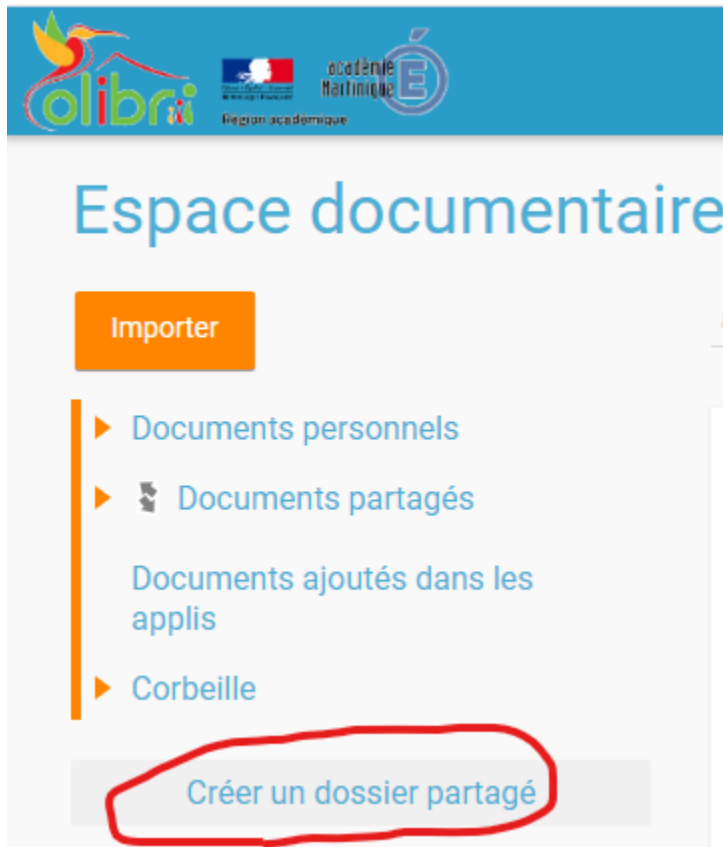 olibrii
académie
Martinique
É
Région académique
Espace documentaire
Importer
Documents personnels
Documents partagés
Documents ajoutés dans les
applis
Corbeille
Créer un dossier partagé